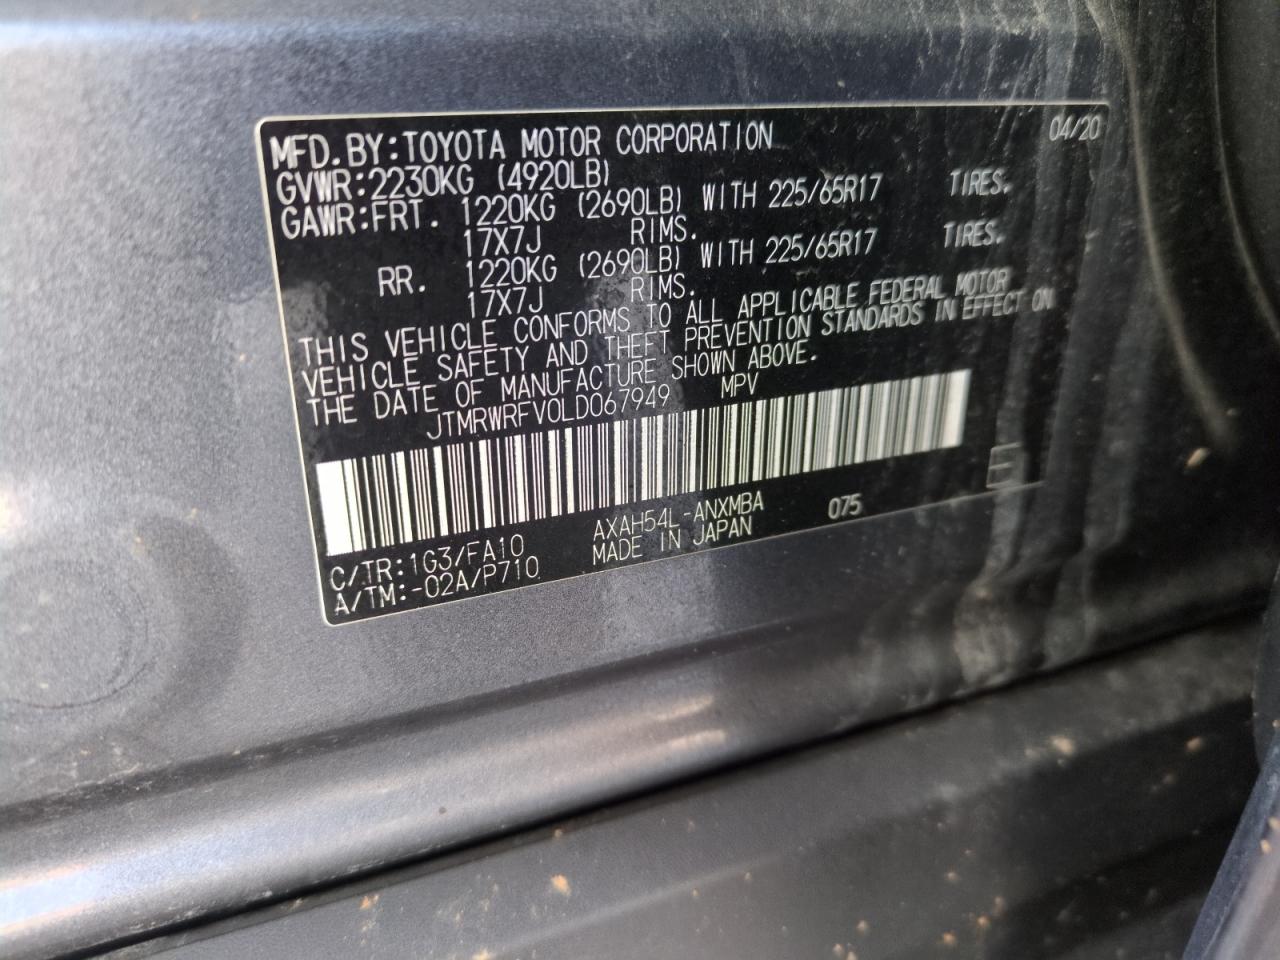 MFD.BY:TOYOTA MOTOR CORPORATION 04/20
GVWR:2230KG (4920LB)
GAWR:FRT. 1220KG (2690LB) WITH 225/65R17 TIRES.
17X7J RIMS.
RR. 1220KG (2690LB) WITH 225/65R17 TIRES.
17X7J RIMS.
THIS VEHICLE CONFORMS TO ALL APPLICABLE FEDERAL MOTOR
VEHICLE SAFETY AND THEFT PREVENTION STANDARDS IN EFFECT ON
THE DATE OF MANUFACTURE SHOWN ABOVE.
JTMRWRFV0LD067949 MPV
C/TR:1G3/FA10 AXAH54L-ANXMBA 075
A/TM:-02A/P710 MADE IN JAPAN